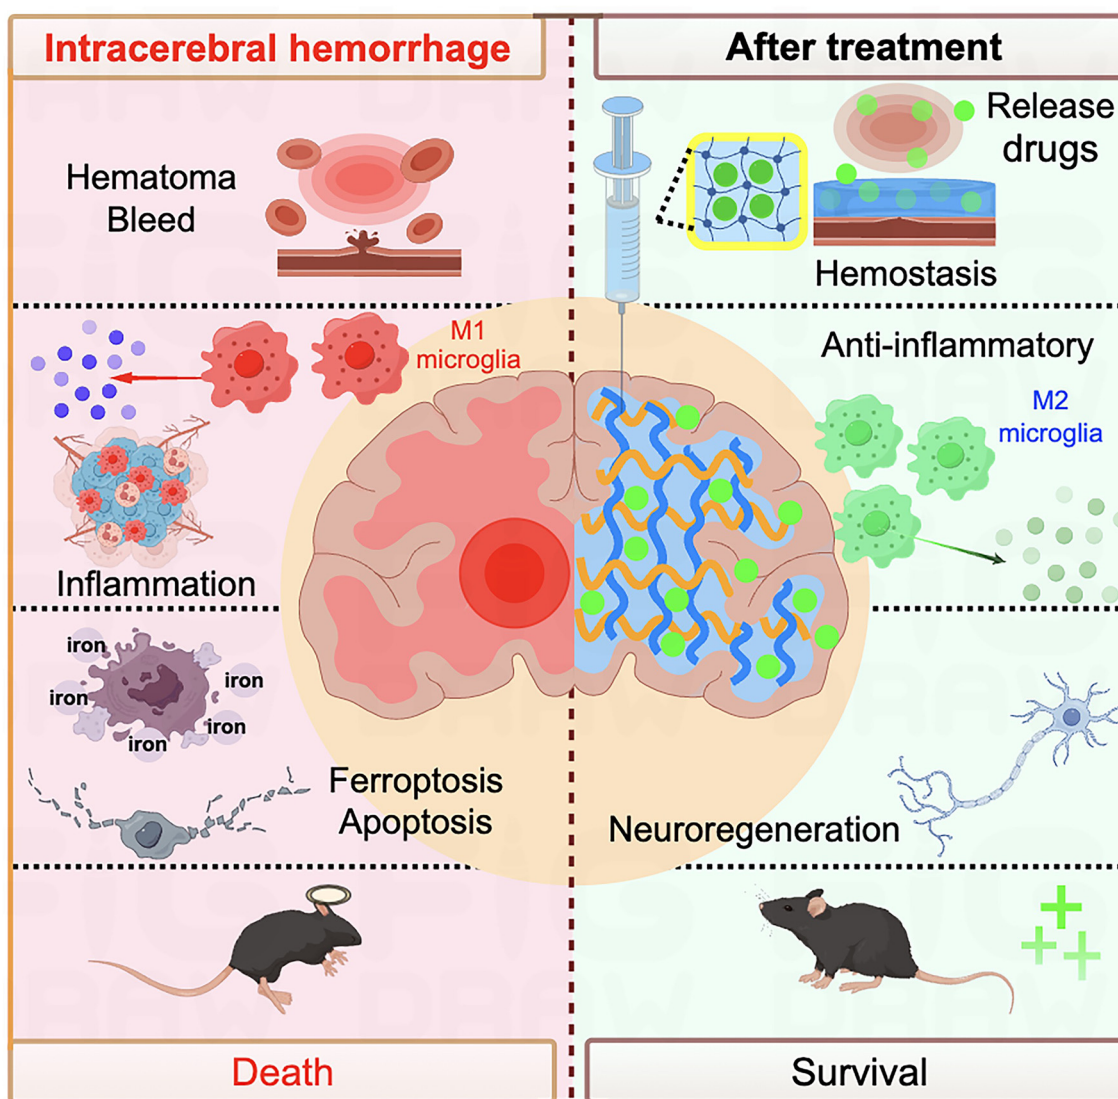 Intracerebral hemorrhage
After treatment
Hematoma
Bleed
Release
drugs
Hemostasis
M1
microglia
Inflammation
Anti-inflammatory
M2
microglia
iron
iron
iron
iron
iron
Ferroptosis
Apoptosis
Neuroregeneration
Death
Survival